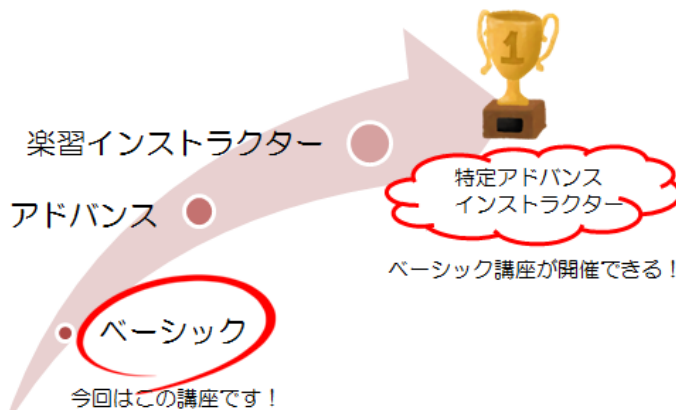 1
楽習インストラクター
特定アドバンス
インストラクター
アドバンス
ベーシック講座が開催できる！
ベーシック
今回はこの講座です！